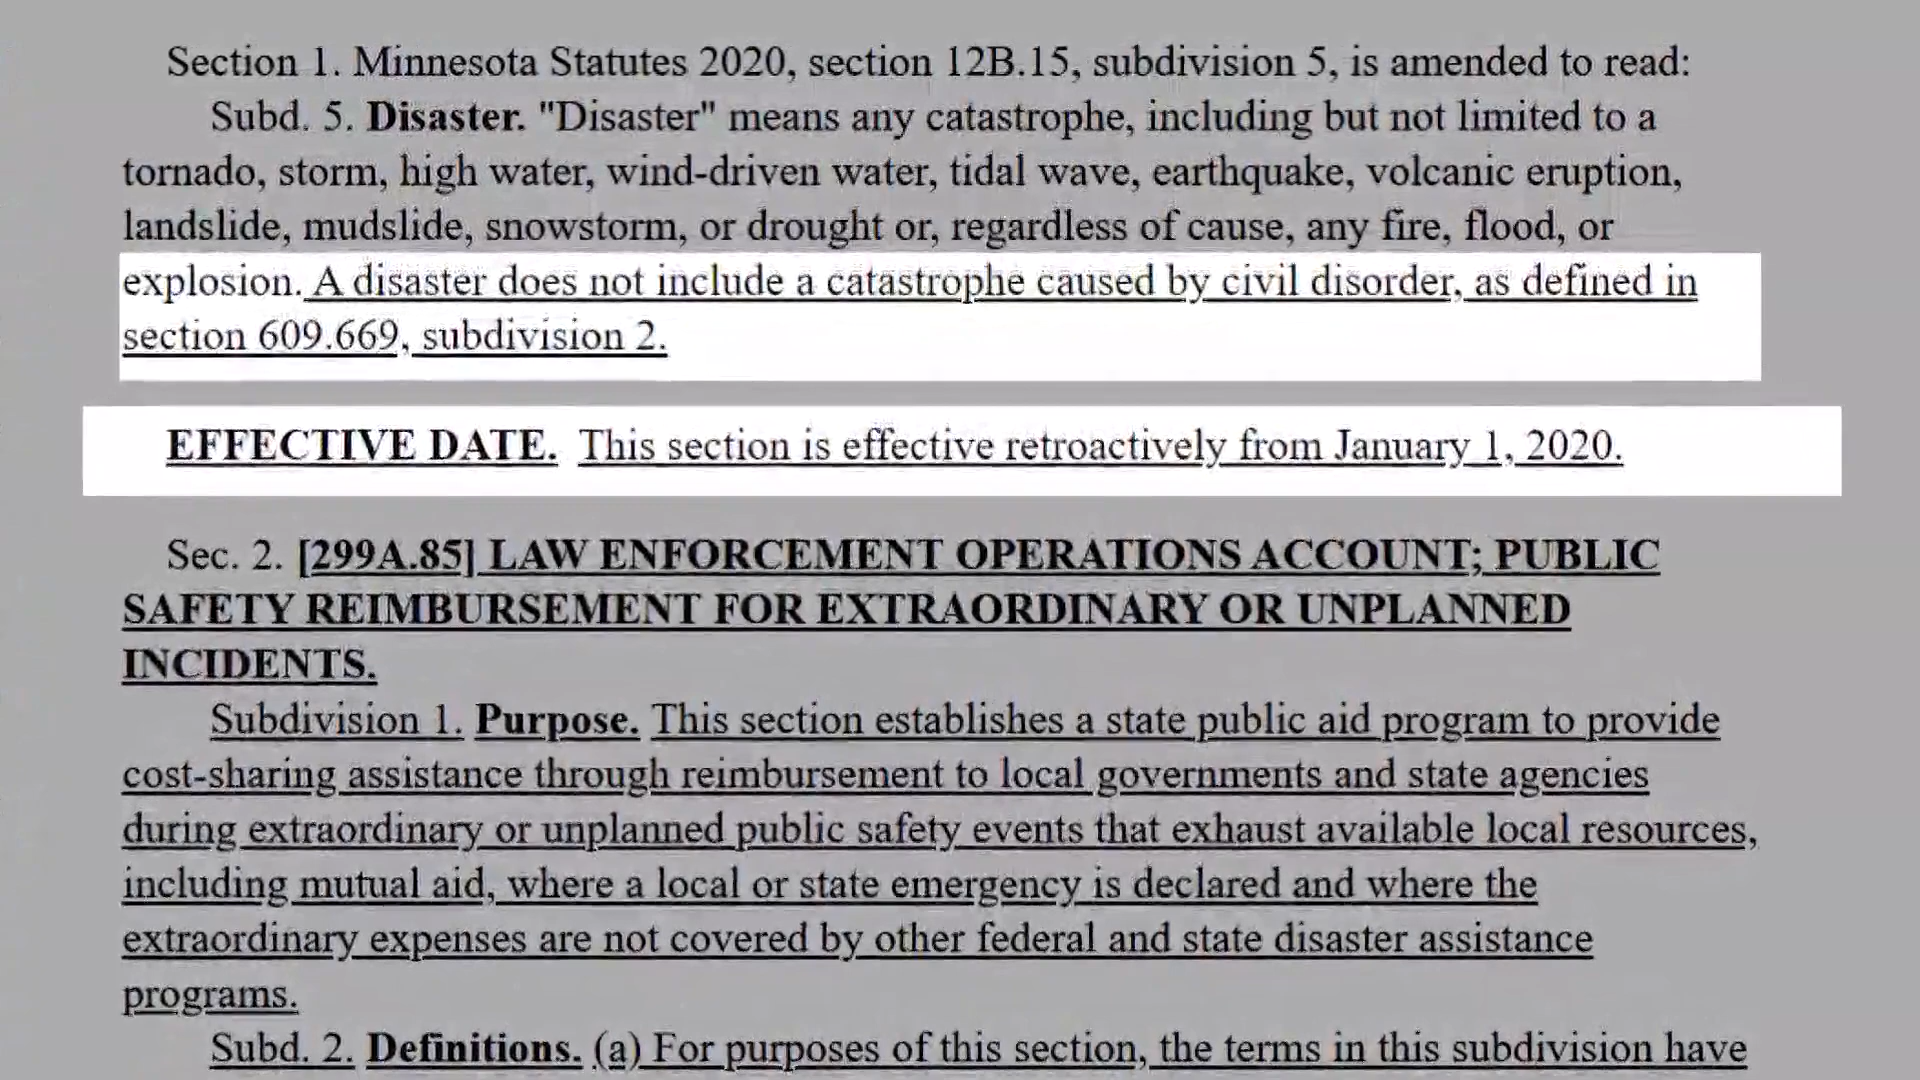 Section 1. Minnesota Statutes 2020, section 12B.15, subdivision 5, is amended to read:
Subd. 5. Disaster. "Disaster" means any catastrophe, including but not limited to a
tornado, storm, high water, wind-driven water, tidal wave, earthquake, volcanic eruption,
landslide, mudslide, snowstorm, or drought or, regardless of cause, any fire, flood, or
explosion. A disaster does not include a catastrophe caused by civil disorder, as defined in
section 609.669, subdivision 2.
EFFECTIVE DATE. This section is effective retroactively from January 1, 2020.
Sec. 2. [299A.85] LAW ENFORCEMENT OPERATIONS ACCOUNT; PUBLIC
SAFETY REIMBURSEMENT FOR EXTRAORDINARY OR UNPLANNED
INCIDENTS.
Subdivision 1. Purpose. This section establishes a state public aid program to provide
cost-sharing assistance through reimbursement to local governments and state agencies
during extraordinary or unplanned public safety events that exhaust available local resources,
including mutual aid, where a local or state emergency is declared and where the
extraordinary expenses are not covered by other federal and state disaster assistance
programs.
Subd. 2. Definitions. (a) For purposes of this section, the terms in this subdivision have